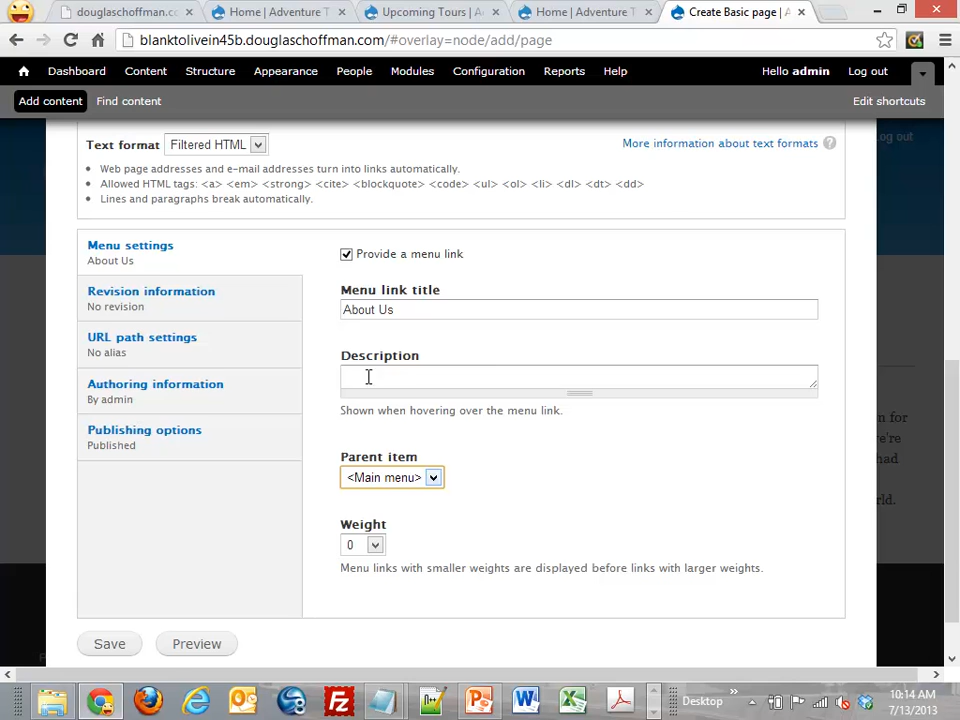 douglaschoffman.cc
Home | Adventure T
Upcoming Tours | A
Home | Adventure T
Create Basic page | A
blanktolivein45b.douglaschoffman.com/#overlay=node/add/page
Dashboard Content Structure Appearance People Modules Configuration Reports Help Hello admin Log out
Add content Find content Edit shortcuts
Log out
Text format Filtered HTML More information about text formats ?
Web page addresses and e-mail addresses turn into links automatically.
Allowed HTML tags: <a> <em> <strong> <cite> <blockquote> <code> <ul> <ol> <li> <dl> <dt> <dd>
Lines and paragraphs break automatically.
Menu settings
About Us
Revision information
No revision
URL path settings
No alias
Authoring information
By admin
Publishing options
Published
Provide a menu link
Menu link title
About Us
Description
Shown when hovering over the menu link.
Parent item
<Main menu>
Weight
0
Menu links with smaller weights are displayed before links with larger weights.
n for
e're
had
rld.
Save Preview
Desktop
10:14 AM
7/13/2013